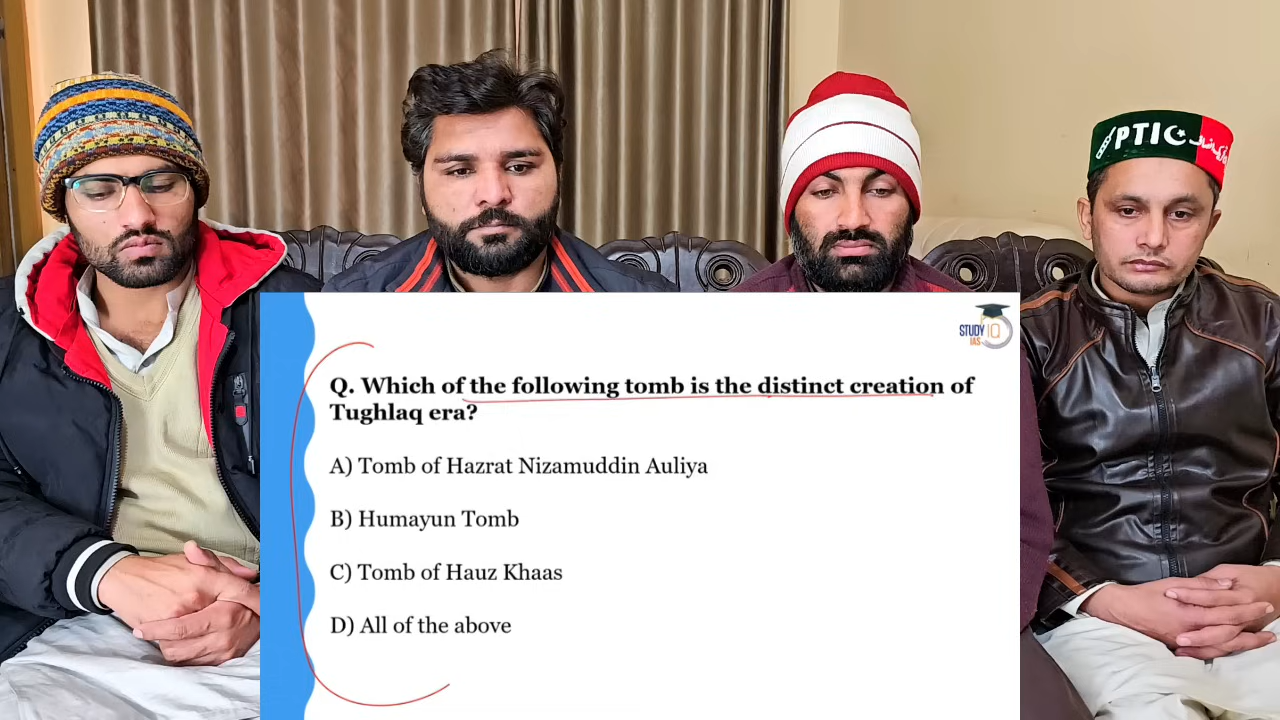 PTI
STUDY IQ
IAS
Q. Which of the following tomb is the distinct creation of
Tughlaq era?
A) Tomb of Hazrat Nizamuddin Auliya
B) Humayun Tomb
C) Tomb of Hauz Khaas
D) All of the above